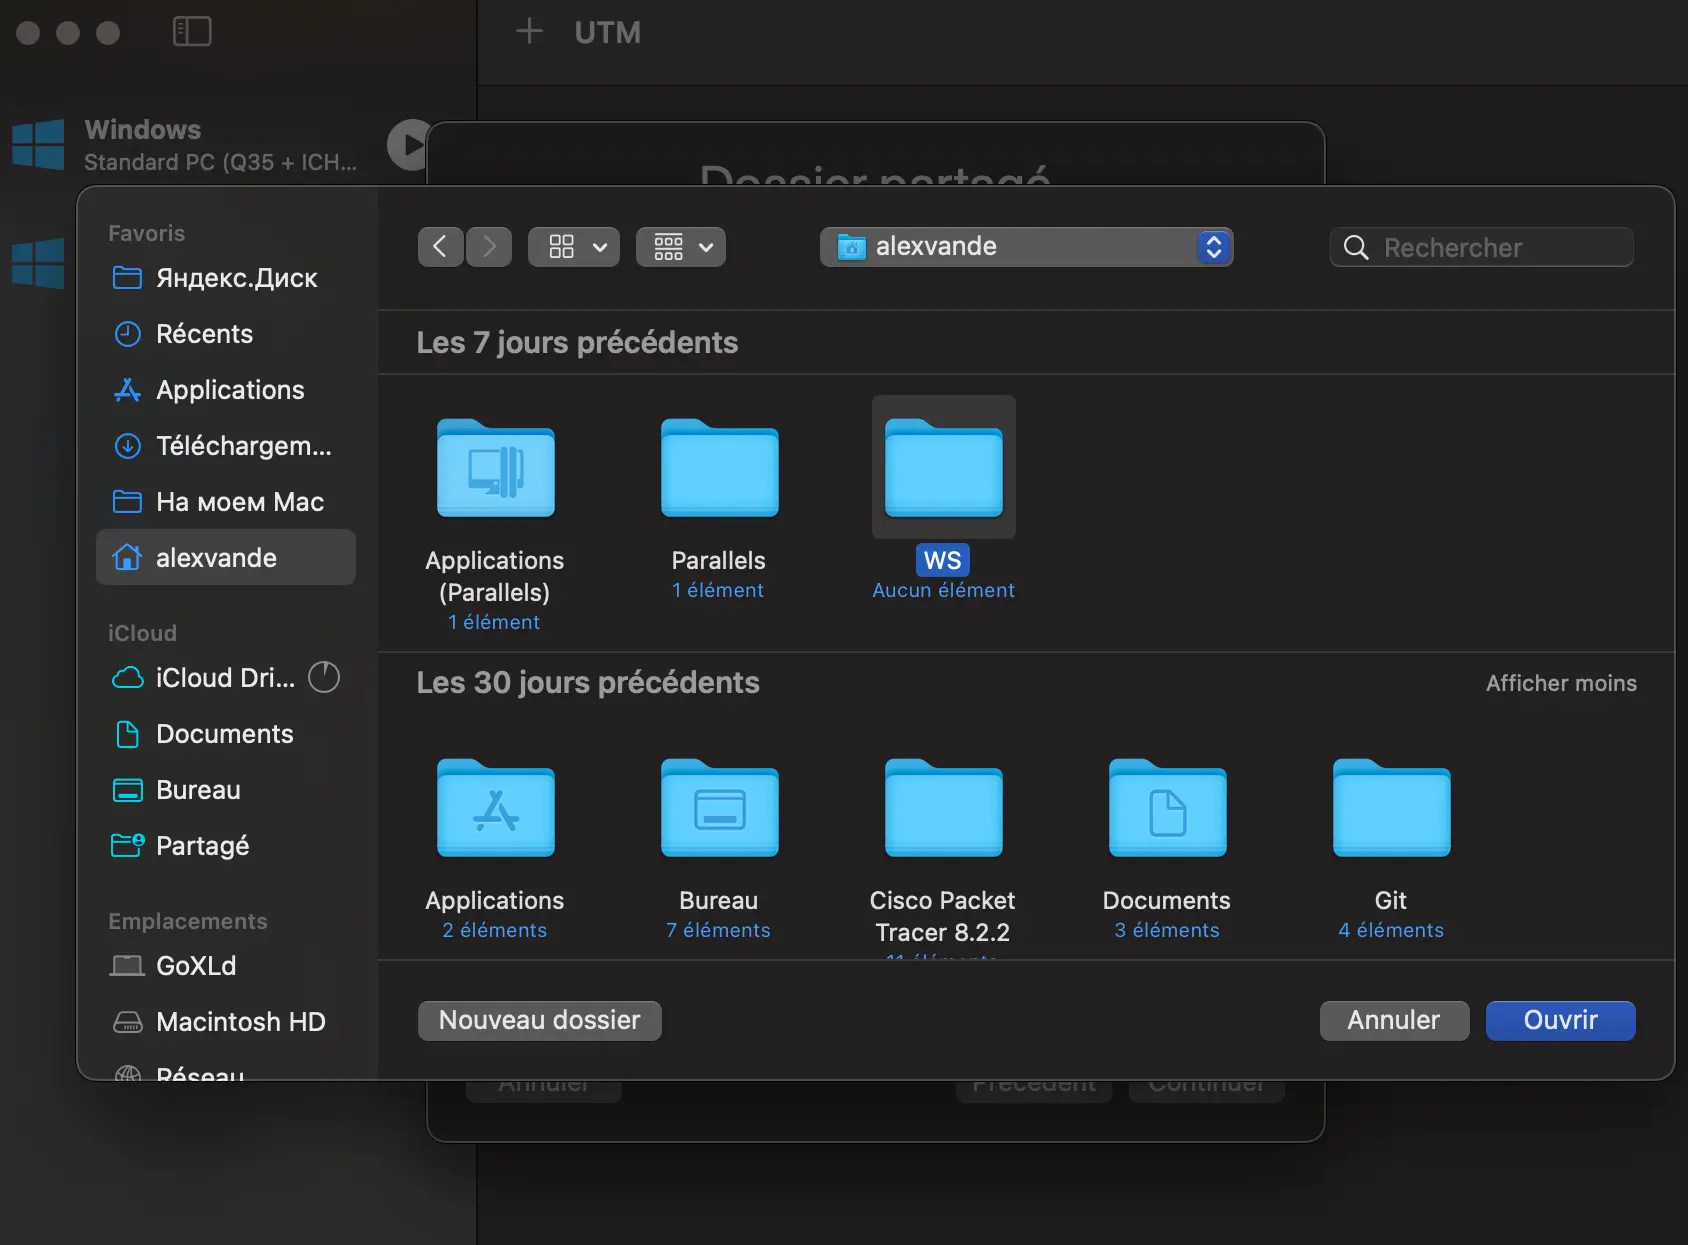 UTM
Windows
Standard PC (Q35 + ICH...
Dossier partagé
Favoris
Яндекс.Диск
Récents
Applications
Téléchargem...
На моем Mac
alexvande
iCloud
iCloud Dri...
Documents
Bureau
Partagé
Emplacements
GoXLd
Macintosh HD
Réseau
alexvande
Rechercher
Les 7 jours précédents
Applications
(Parallels)
1 élément
Parallels
1 élément
WS
Aucun élément
Les 30 jours précédents
Afficher moins
Applications
2 éléments
Bureau
7 éléments
Cisco Packet
Tracer 8.2.2
11 éléments
Documents
3 éléments
Git
4 éléments
Nouveau dossier
Annuler
Ouvrir
Annuler
Précédent
Continuer